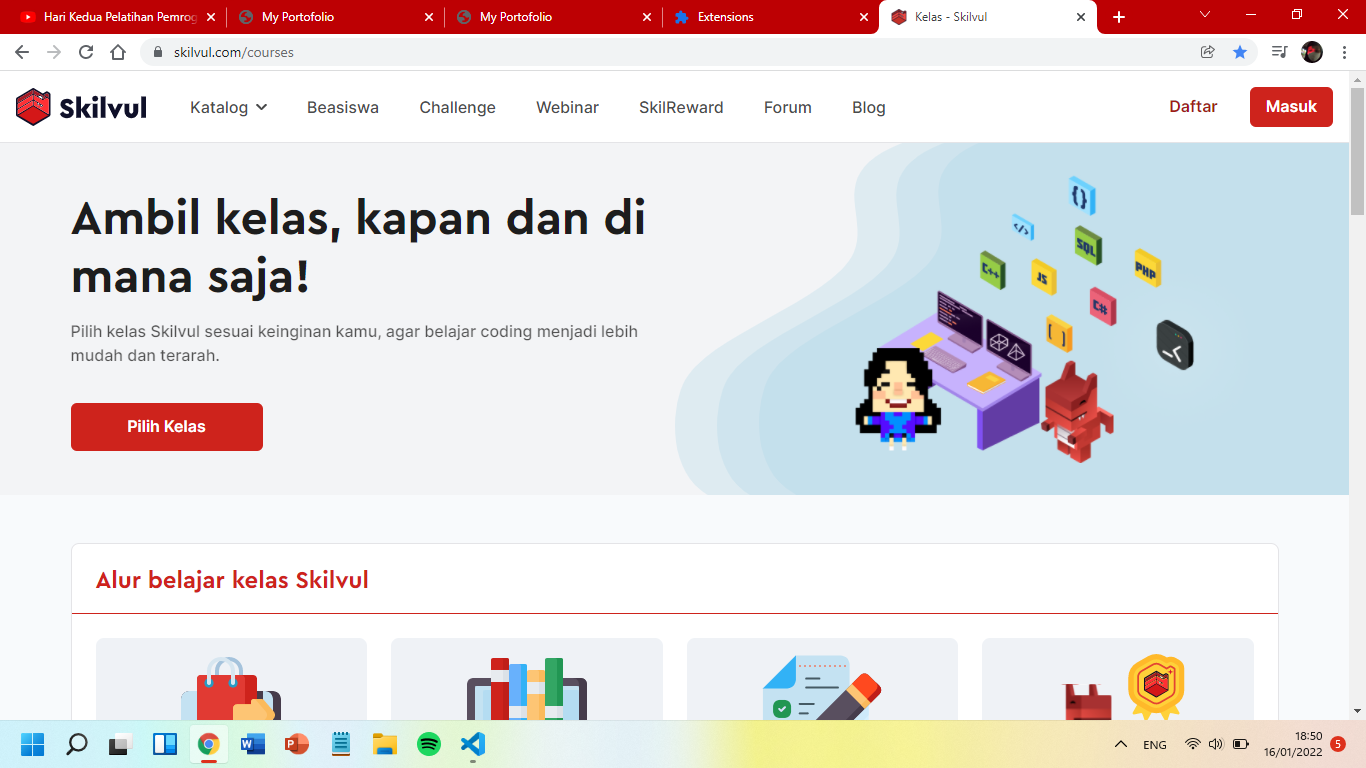 Hari Kedua Pelatihan Pemrog
My Portofolio
My Portofolio
Extensions
Kelas - Skilvul
skilvul.com/courses
Skilvul
Katalog
Beasiswa
Challenge
Webinar
SkilReward
Forum
Blog
Daftar
Masuk
Ambil kelas, kapan dan di
mana saja!
Pilih kelas Skilvul sesuai keinginan kamu, agar belajar coding menjadi lebih
mudah dan terarah.
Pilih Kelas
{}
</>
SQL
C++
JS
PHP
C#
[ ]
Alur belajar kelas Skilvul
ENG
18:50
16/01/2022
5